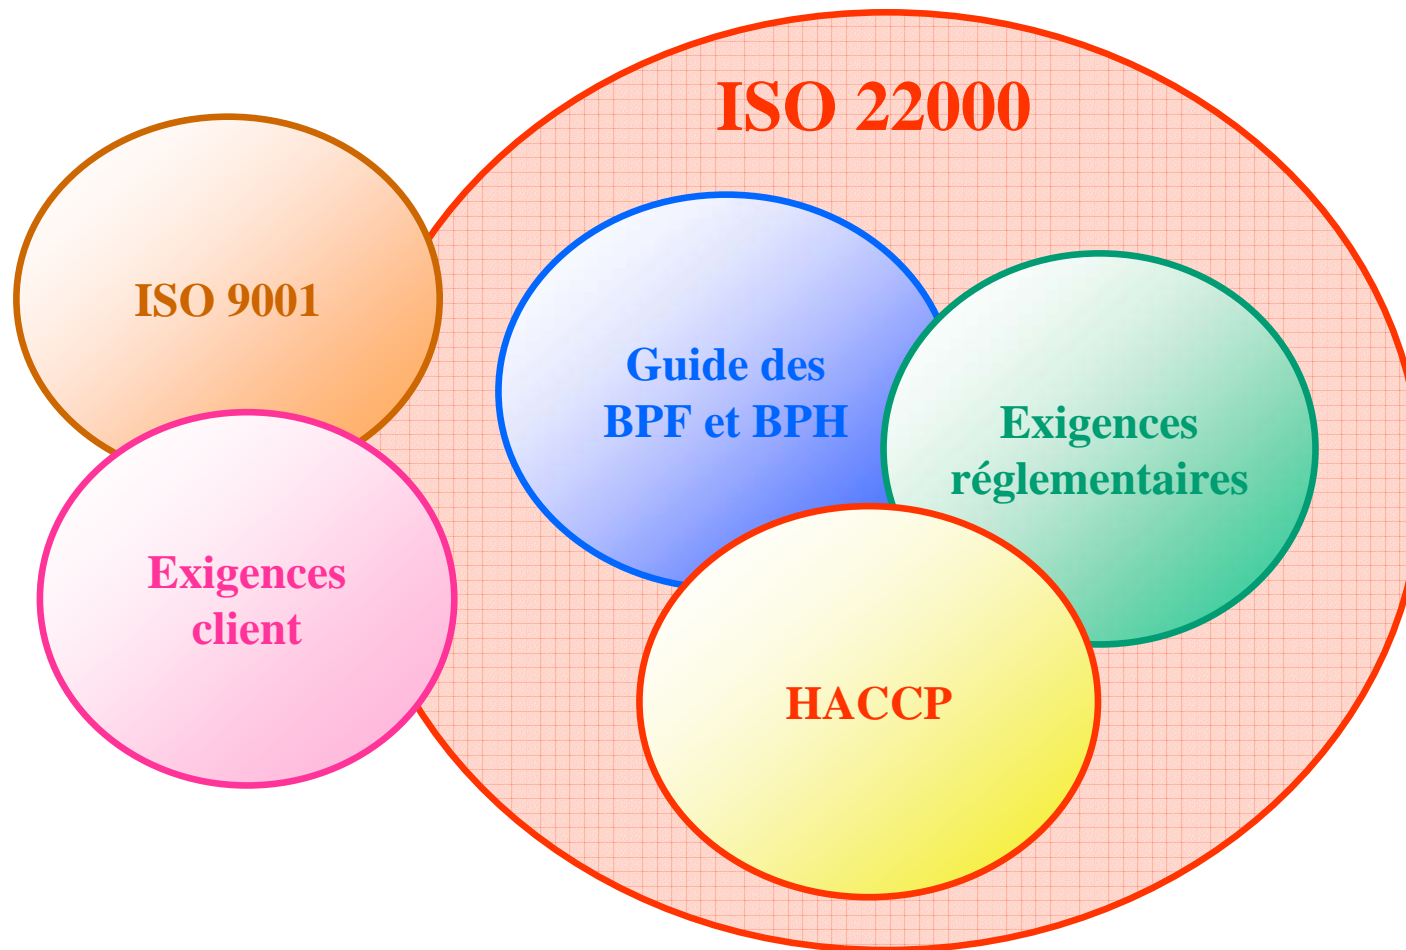 ISO 22000
ISO 9001
Guide des
BPF et BPH
Exigences
réglementaires
Exigences
client
HACCP